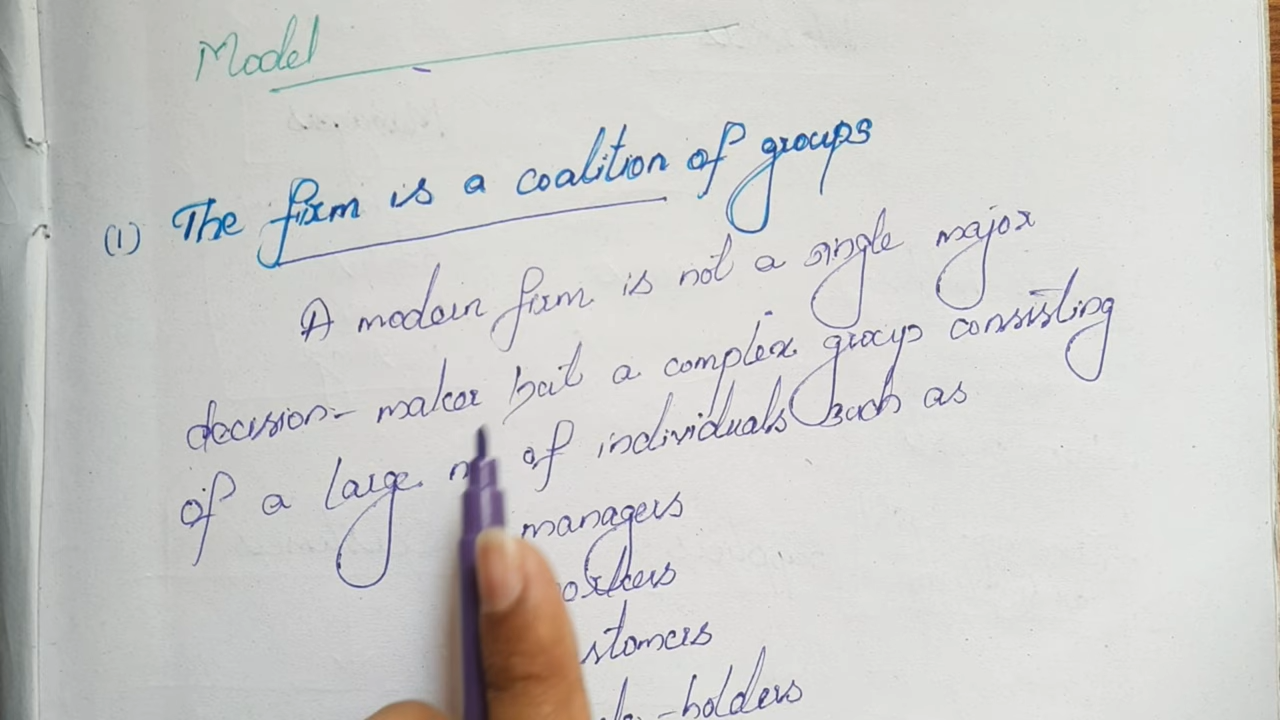 Model
(1) The firm is a coalition of groups
A modern firm is not a single major
decision-maker but a complex group consisting
of a large of individuals such as
managers
stomers
-holders